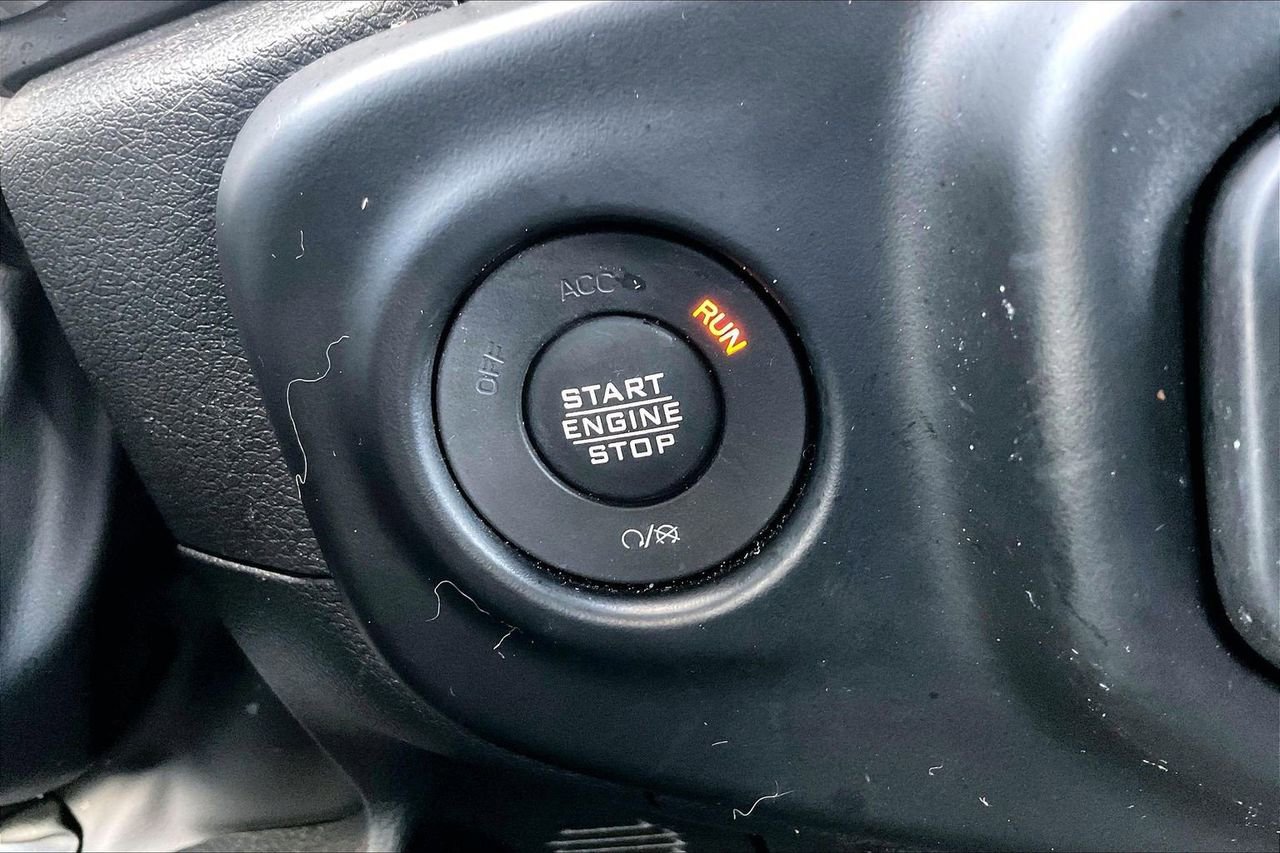 ACC
RUN
OFF
START
ENGINE
STOP